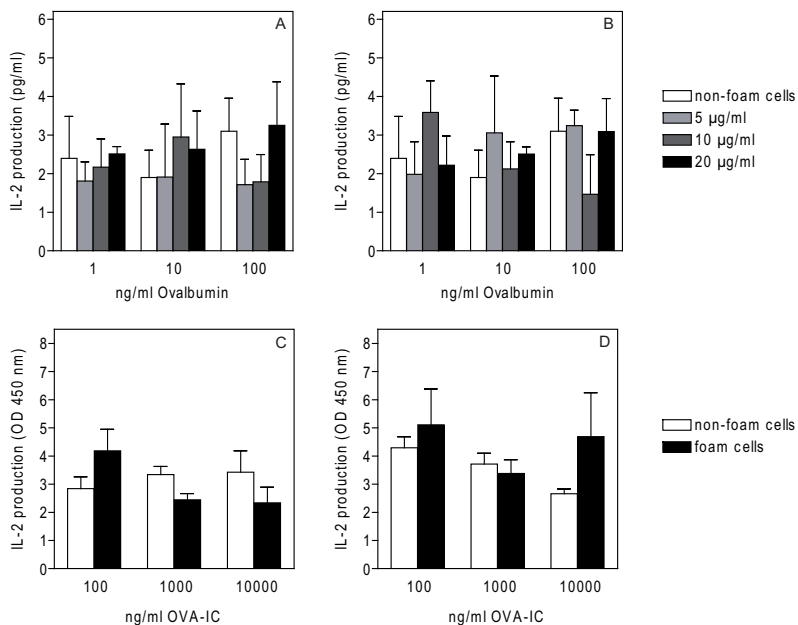 A
IL-2 production (pg/ml)
6
5
4
3
2
1
0
1 10 100
ng/ml Ovalbumin
B
IL-2 production (pg/ml)
6
5
4
3
2
1
0
1 10 100
ng/ml Ovalbumin
non-foam cells
5 µg/ml
10 µg/ml
20 µg/ml
C
IL-2 production (OD 450 nm)
8
7
6
5
4
3
2
1
0
100 1000 10000
ng/ml OVA-IC
D
IL-2 production (OD 450 nm)
8
7
6
5
4
3
2
1
0
100 1000 10000
ng/ml OVA-IC
non-foam cells
foam cells